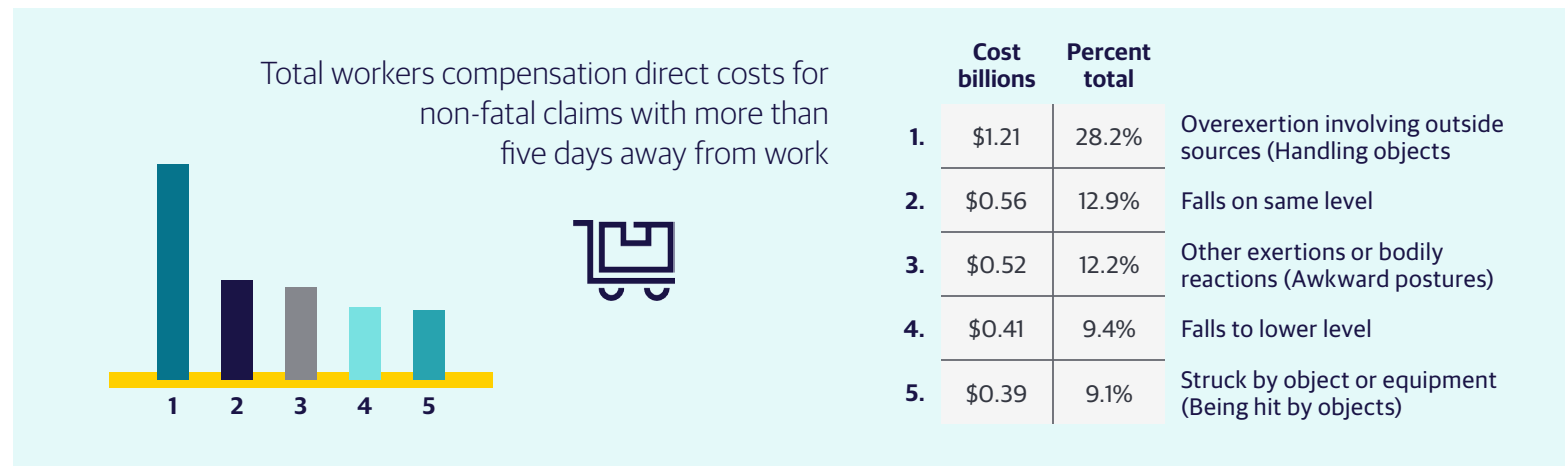 Total workers compensation direct costs for
non-fatal claims with more than
five days away from work
1 2 3 4 5
Cost billions Percent total
1. $1.21 28.2% Overexertion involving outside
sources (Handling objects
2. $0.56 12.9% Falls on same level
3. $0.52 12.2% Other exertions or bodily
reactions (Awkward postures)
4. $0.41 9.4% Falls to lower level
5. $0.39 9.1% Struck by object or equipment
(Being hit by objects)